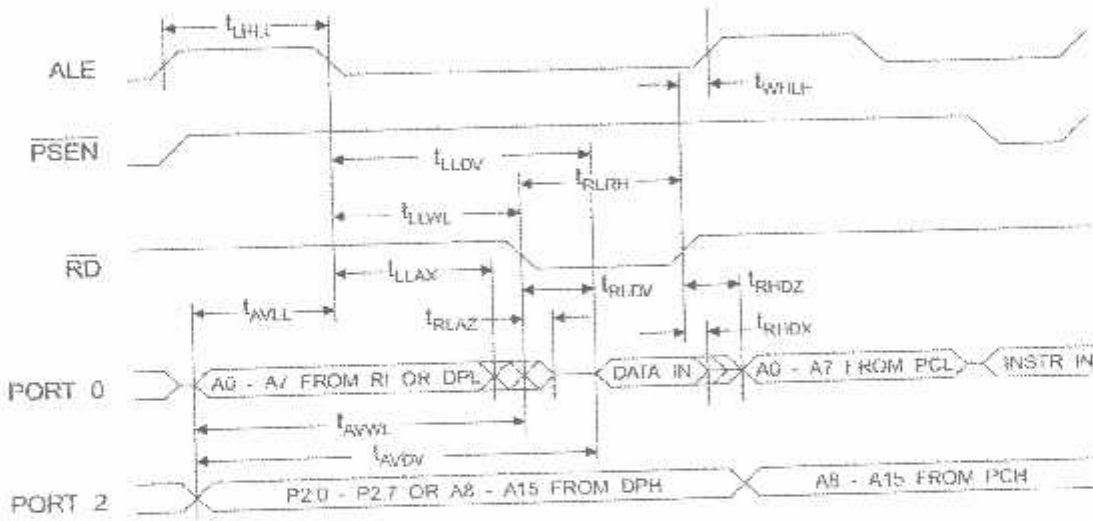 tLHLL
ALE
tWHLH
PSEN
tLLDV
tRLRH
tLLWL
RD
tLLAX
tRLDV
tRHDZ
tAVLL
tRLAZ
tRHDX
PORT 0
A0 - A7 FROM RI OR DPL
DATA IN
A0 - A7 FROM PCL
INSTR IN
tAVWL
tAVDV
PORT 2
P2.0 - P2.7 OR A8 - A15 FROM DPH
A8 - A15 FROM PCH